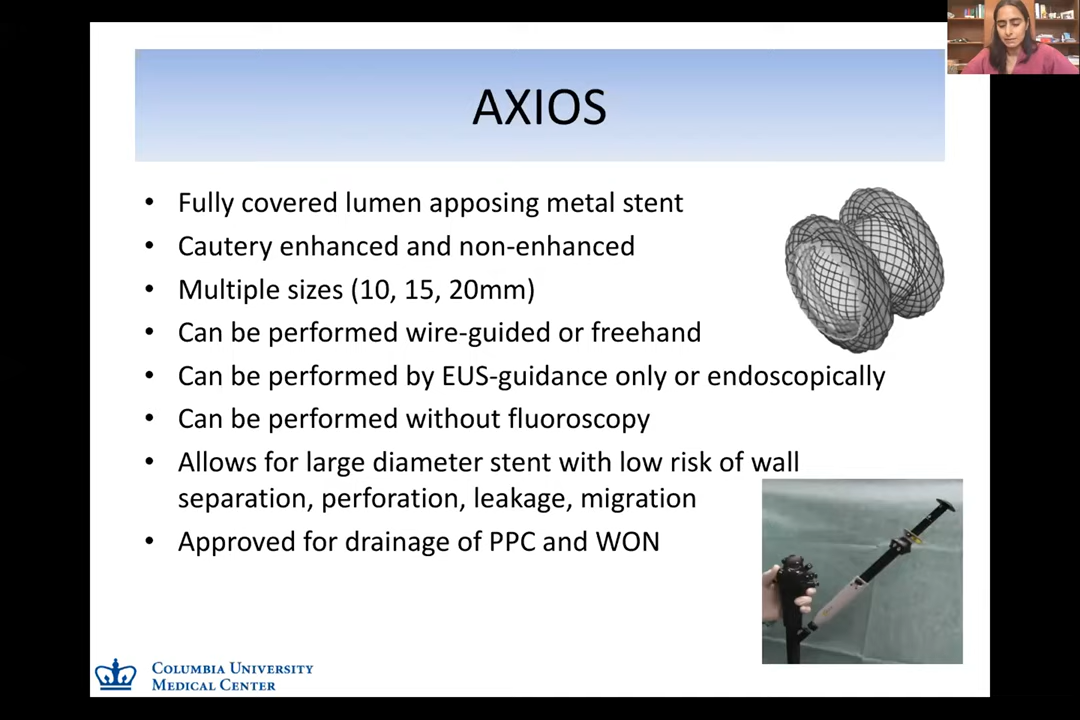 AXIOS
• Fully covered lumen apposing metal stent
• Cautery enhanced and non-enhanced
• Multiple sizes (10, 15, 20mm)
• Can be performed wire-guided or freehand
• Can be performed by EUS-guidance only or endoscopically
• Can be performed without fluoroscopy
• Allows for large diameter stent with low risk of wall
separation, perforation, leakage, migration
• Approved for drainage of PPC and WON
COLUMBIA UNIVERSITY
MEDICAL CENTER